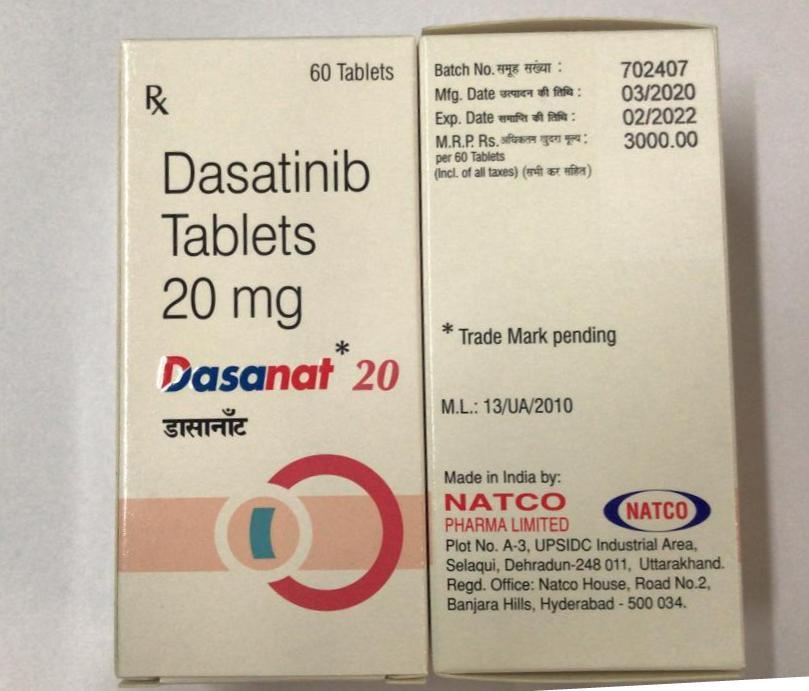 60 Tablets
Rx
Dasatinib
Tablets
20 mg
Dasanat* 20
डासानाँट
Batch No. समूह सख्या : 702407
Mfg. Date उत्पादन की तिथि : 03/2020
Exp. Date समाप्ति की तिथि : 02/2022
M.R.P. Rs. अधिकतम खुदरा मूल्य : 3000.00
per 60 Tablets
(Incl. of all taxes) (सभी कर सहित)
* Trade Mark pending
M.L.: 13/UA/2010
Made in India by:
NATCO
PHARMA LIMITED
NATCO
Plot No. A-3, UPSIDC Industrial Area,
Selaqui, Dehradun-248 011, Uttarakhand.
Regd. Office: Natco House, Road No.2,
Banjara Hills, Hyderabad - 500 034.